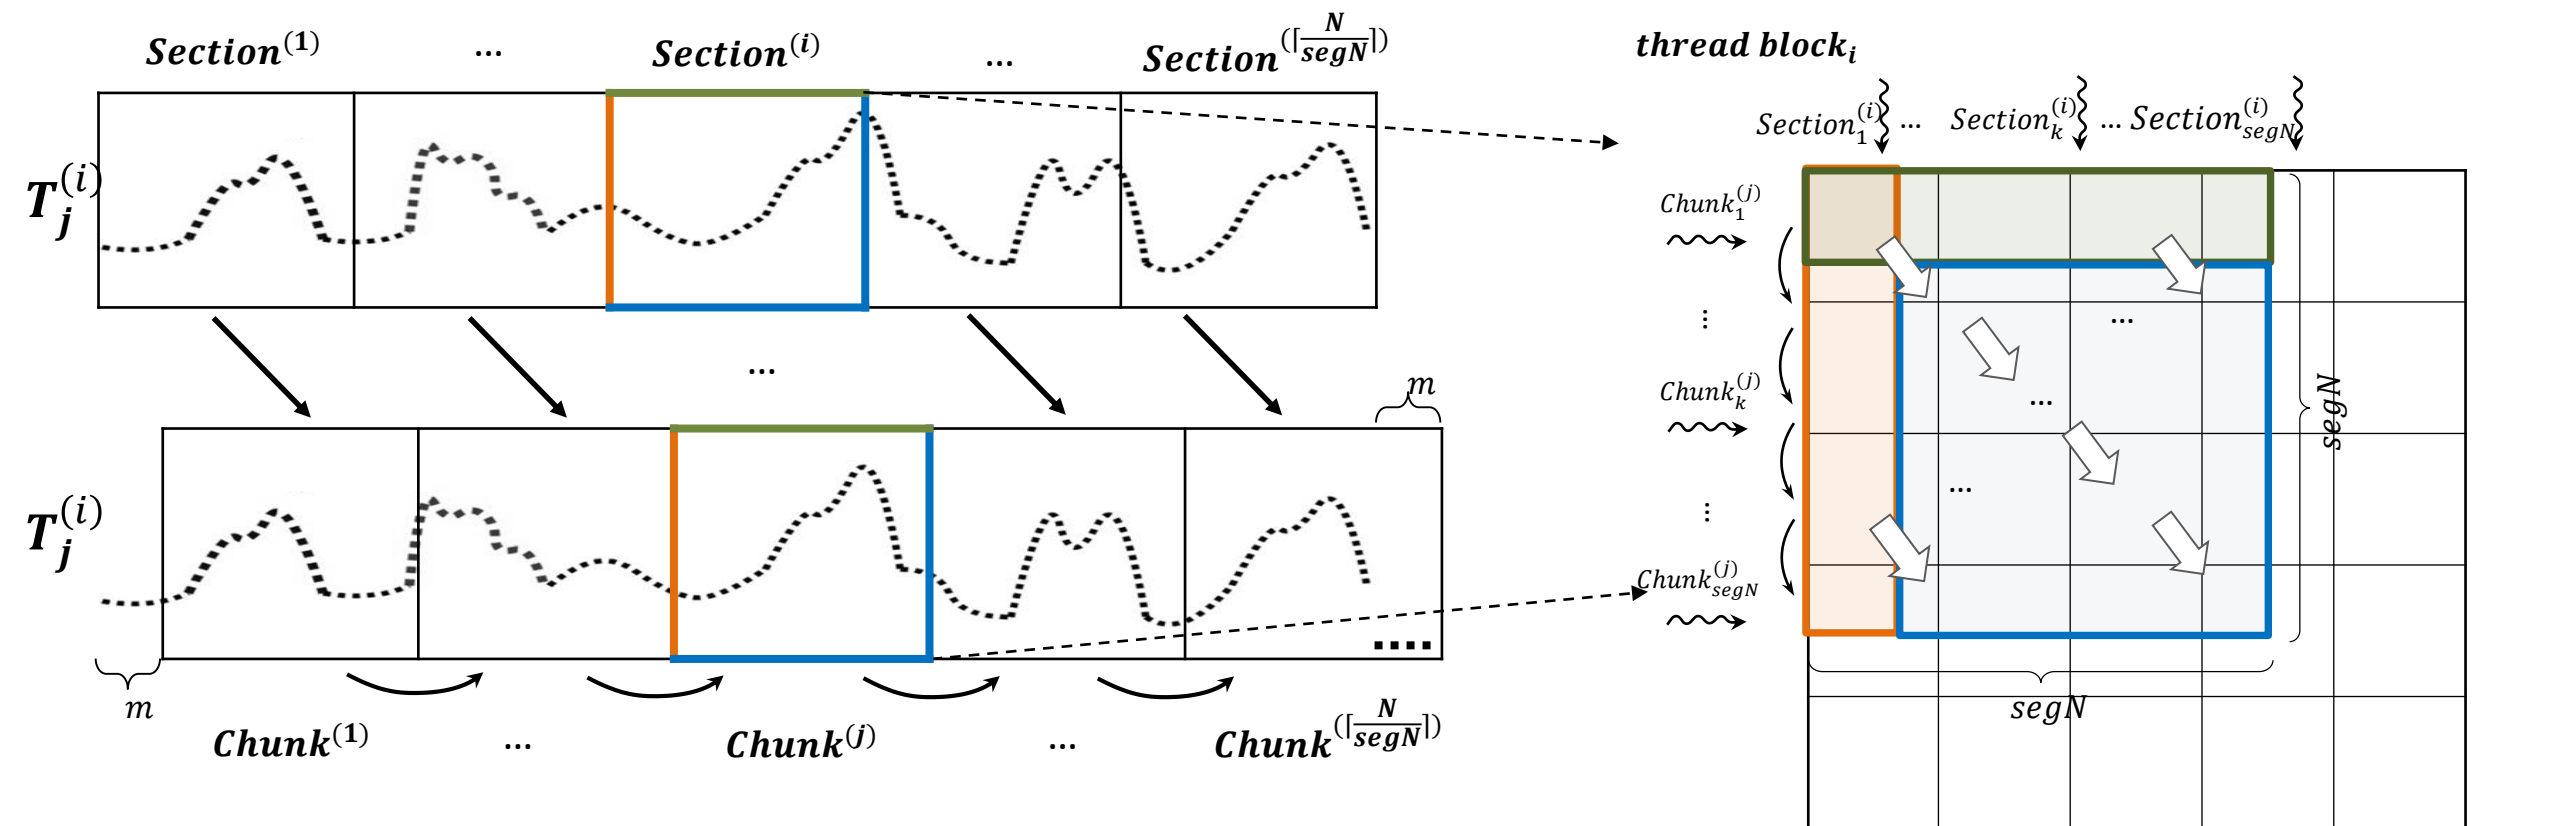 Section^(1) ... Section^(i) ... Section^(⌈N/segN⌉)
T_j^(i)
...
m
T_j^(i)
....
m
Chunk^(1) ... Chunk^(j) ... Chunk^(⌈N/segN⌉)
thread block_i
Section_1^(i) ... Section_k^(i) ... Section_segN^(i)
Chunk_1^(j)
⋮
Chunk_k^(j)
⋮
Chunk_segN^(j)
...
...
...
segN
segN